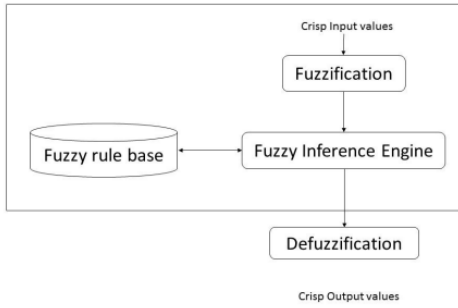 Crisp Input values
Fuzzification
Fuzzy rule base
Fuzzy Inference Engine
Defuzzification
Crisp Output values